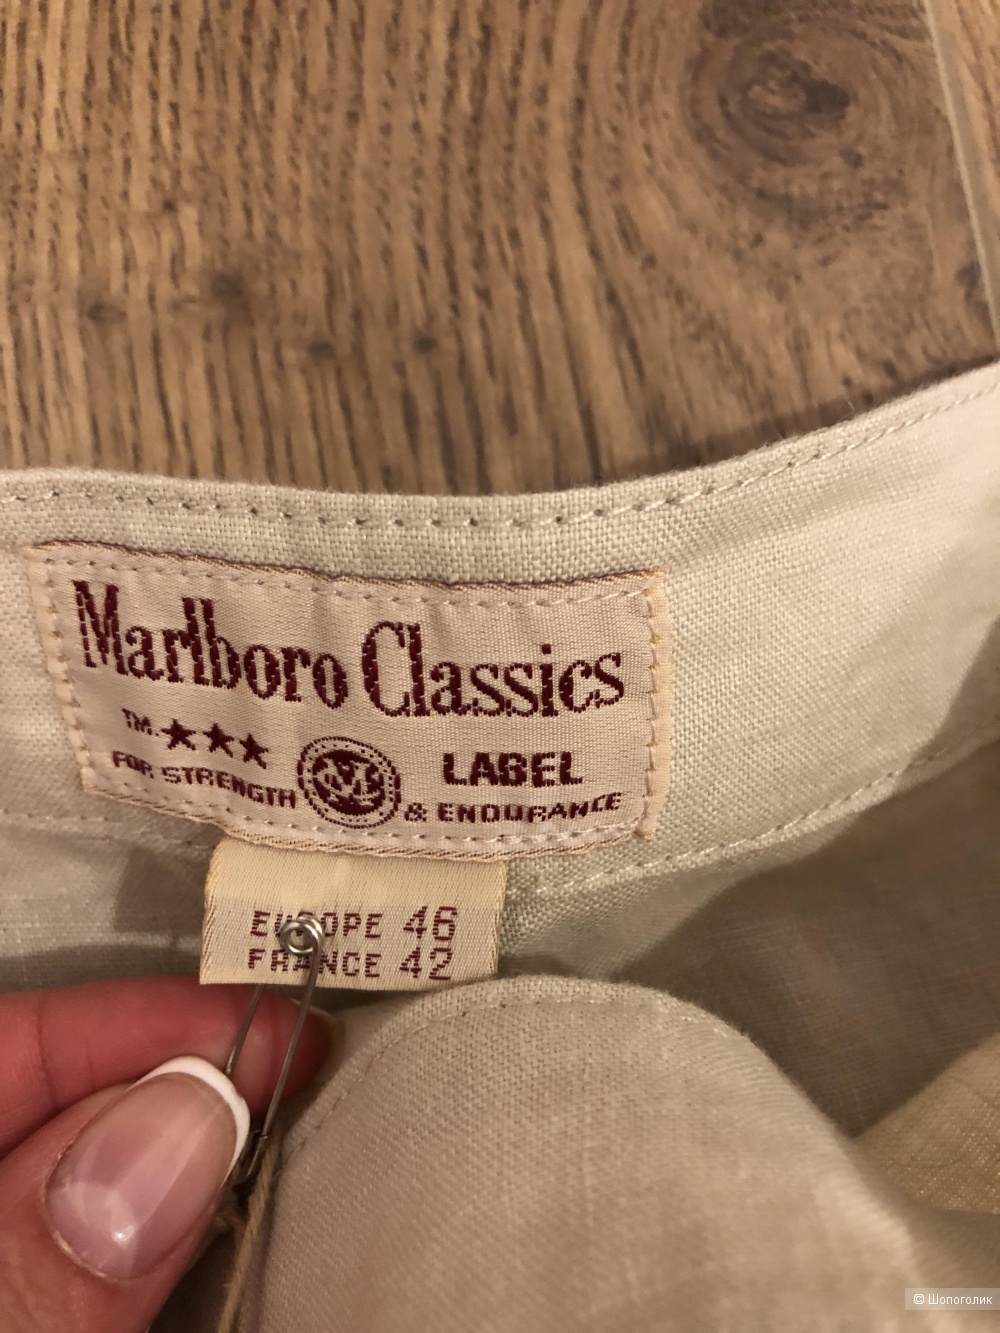 Marlboro Classics
TM. ★★★ LABEL
FOR STRENGTH & ENDURANCE
EUROPE 46
FRANCE 42
© Шопоголик